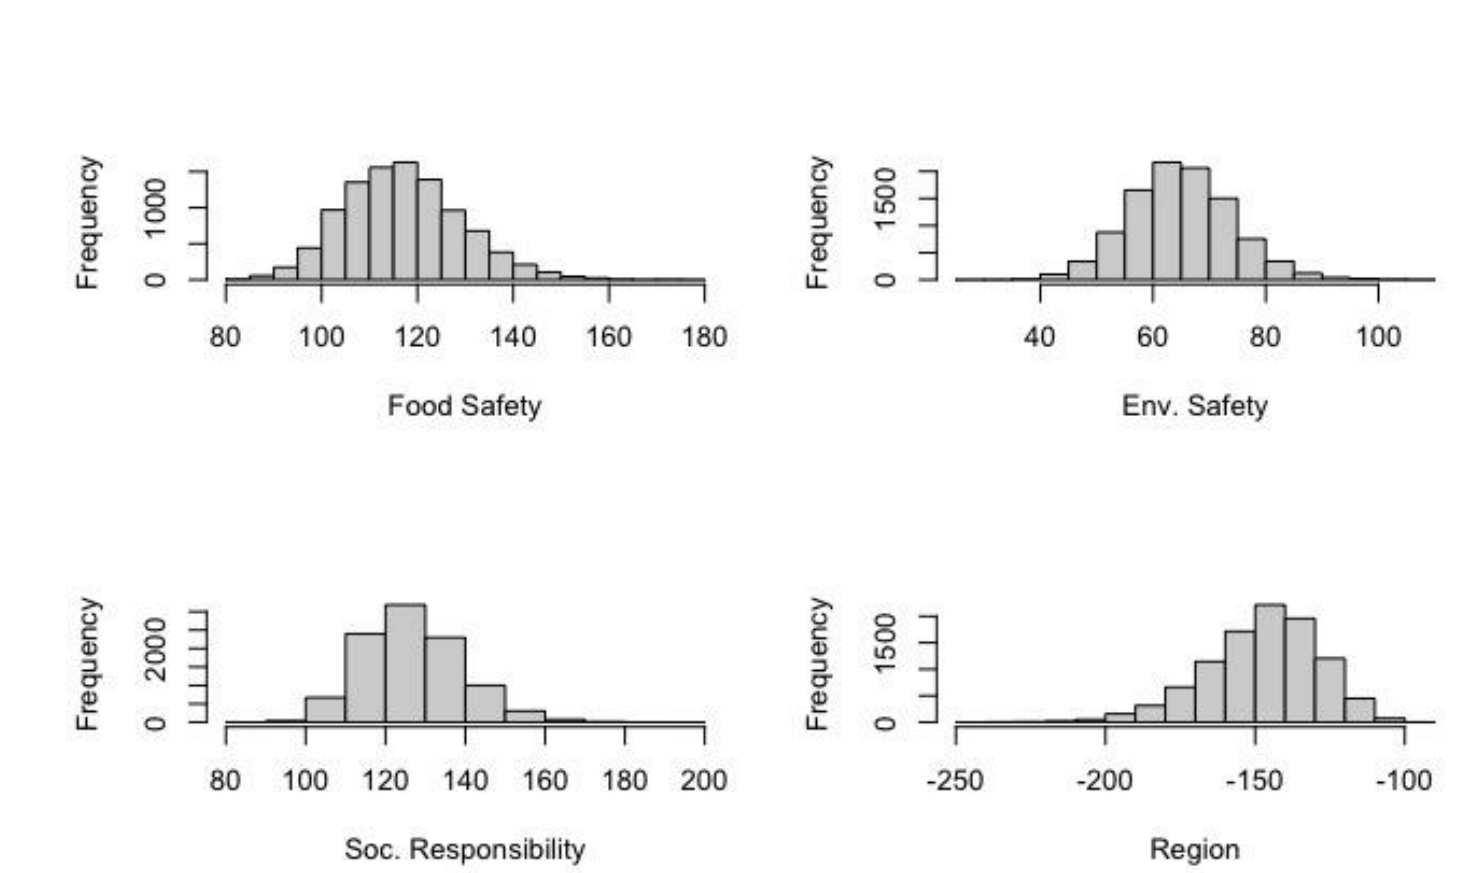 Frequency
0 1000
80 100 120 140 160 180
Food Safety
Frequency
0 1500
40 60 80 100
Env. Safety
Frequency
0 2000
80 100 120 140 160 180 200
Soc. Responsibility
Frequency
0 1500
-250 -200 -150 -100
Region